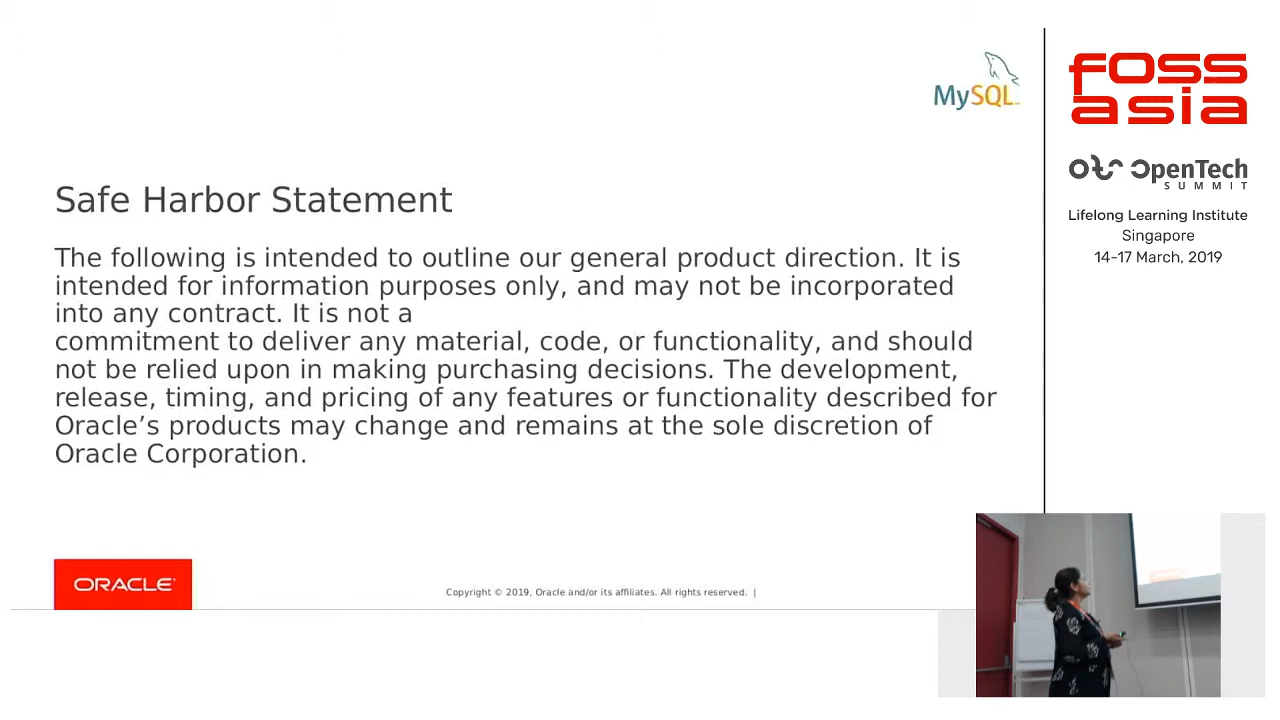 MySQL
Safe Harbor Statement
The following is intended to outline our general product direction. It is
intended for information purposes only, and may not be incorporated
into any contract. It is not a
commitment to deliver any material, code, or functionality, and should
not be relied upon in making purchasing decisions. The development,
release, timing, and pricing of any features or functionality described for
Oracle’s products may change and remains at the sole discretion of
Oracle Corporation.
ORACLE
Copyright © 2019, Oracle and/or its affiliates. All rights reserved. |
FOSS
asia
OTS OpenTech
SUMMIT
Lifelong Learning Institute
Singapore
14-17 March, 2019